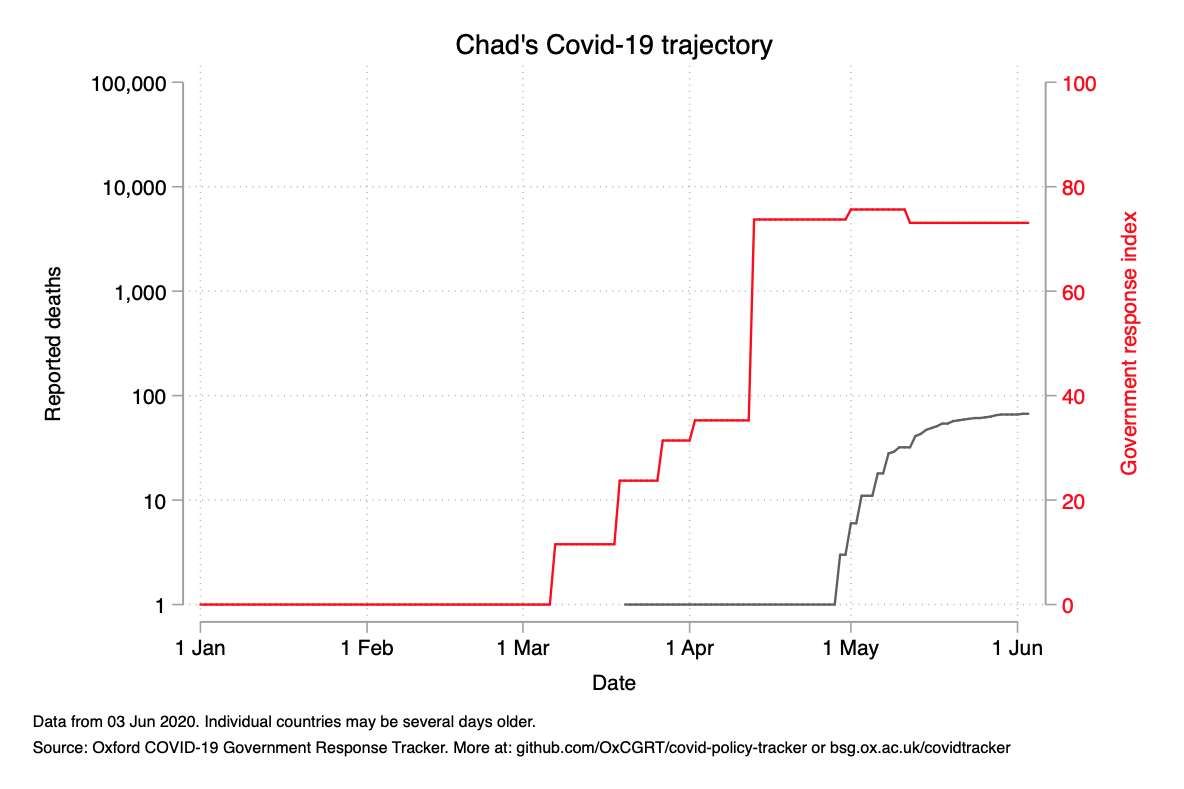 Chad's Covid-19 trajectory
100,000
10,000
1,000
100
10
1
Reported deaths
100
80
60
40
20
0
Government response index
1 Jan
1 Feb
1 Mar
1 Apr
1 May
1 Jun
Date
Data from 03 Jun 2020. Individual countries may be several days older.
Source: Oxford COVID-19 Government Response Tracker. More at: github.com/OxCGRT/covid-policy-tracker or bsg.ox.ac.uk/covidtracker